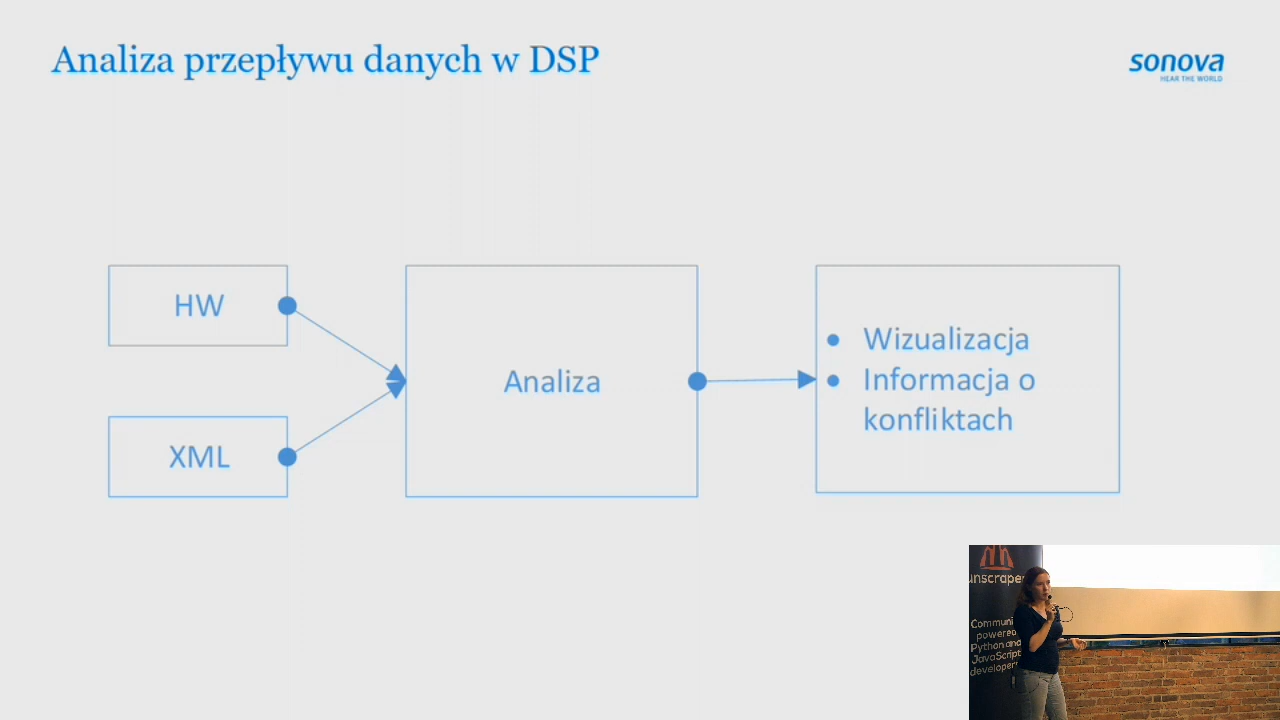 Analiza przepływu danych w DSP
sonova
HEAR THE WORLD
HW
XML
Analiza
• Wizualizacja
• Informacja o
konfliktach
unscraper
Communi
powered
Python and
JavaScript
developer